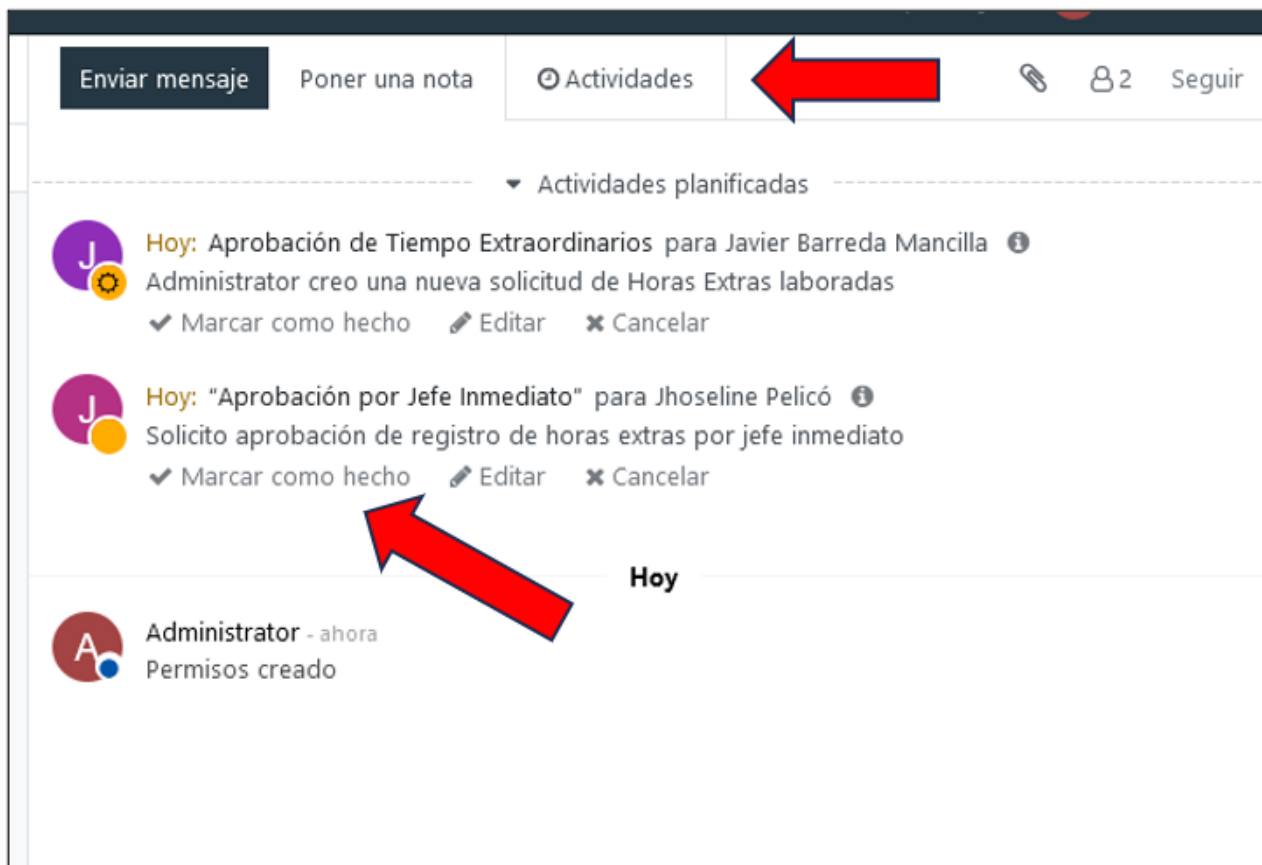 Enviar mensaje Poner una nota Actividades 2 Seguir
Actividades planificadas
J Hoy: Aprobación de Tiempo Extraordinarios para Javier Barreda Mancilla
Administrator creo una nueva solicitud de Horas Extras laboradas
Marcar como hecho Editar Cancelar
J Hoy: "Aprobación por Jefe Inmediato" para Jhoseline Pelicó
Solicito aprobación de registro de horas extras por jefe inmediato
Marcar como hecho Editar Cancelar
Hoy
A Administrator - ahora
Permisos creado